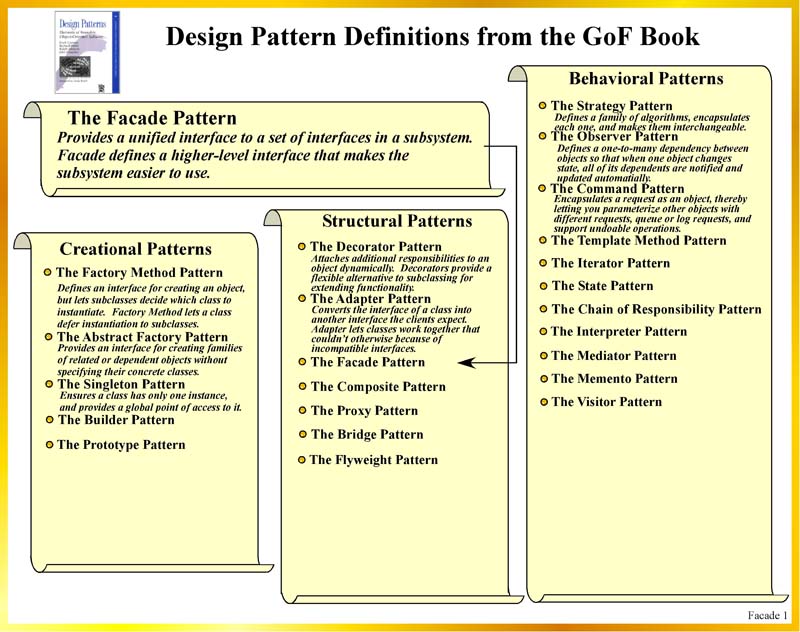 Design Patterns
Design Pattern Definitions from the GoF Book
The Facade Pattern
Provides a unified interface to a set of interfaces in a subsystem.
Facade defines a higher-level interface that makes the
subsystem easier to use.
Creational Patterns
The Factory Method Pattern
Defines an interface for creating an object,
but lets subclasses decide which class to
instantiate. Factory Method lets a class
defer instantiation to subclasses.
The Abstract Factory Pattern
Provides an interface for creating families
of related or dependent objects without
specifying their concrete classes.
The Singleton Pattern
Ensures a class has only one instance,
and provides a global point of access to it.
The Builder Pattern
The Prototype Pattern
Structural Patterns
The Decorator Pattern
Attaches additional responsibilities to an
object dynamically. Decorators provide a
flexible alternative to subclassing for
extending functionality.
The Adapter Pattern
Converts the interface of a class into
another interface the clients expect.
Adapter lets classes work together that
couldn't otherwise because of
incompatible interfaces.
The Facade Pattern
The Composite Pattern
The Proxy Pattern
The Bridge Pattern
The Flyweight Pattern
Behavioral Patterns
The Strategy Pattern
Defines a family of algorithms, encapsulates
each one, and makes them interchangeable.
The Observer Pattern
Defines a one-to-many dependency between
objects so that when one object changes
state, all of its dependents are notified and
updated automatically.
The Command Pattern
Encapsulates a request as an object, thereby
letting you parameterize other objects with
different requests, queue or log requests, and
support undoable operations.
The Template Method Pattern
The Iterator Pattern
The State Pattern
The Chain of Responsibility Pattern
The Interpreter Pattern
The Mediator Pattern
The Memento Pattern
The Visitor Pattern
Facade 1